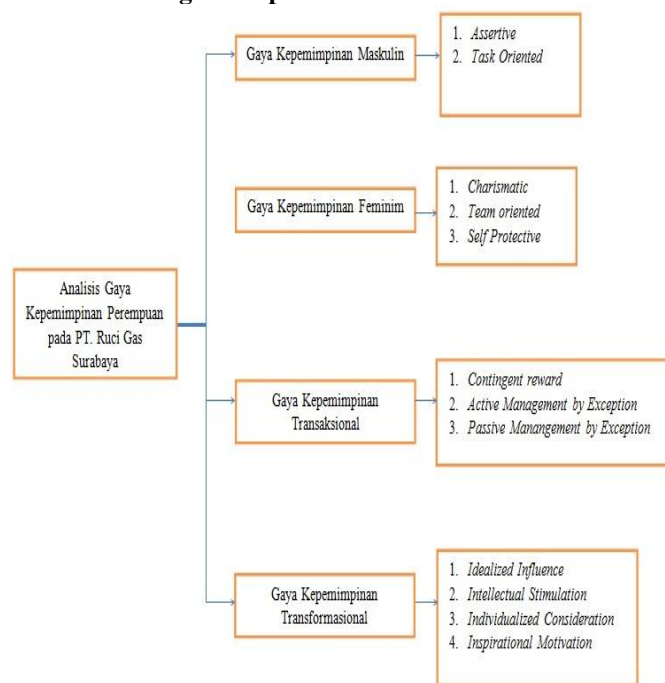 Gaya Kepemimpinan Maskulin
1. Assertive
2. Task Oriented
Gaya Kepemimpinan Feminim
1. Charismatic
2. Team oriented
3. Self Protective
Analisis Gaya
Kepemimpinan Perempuan
pada PT. Ruci Gas
Surabaya
Gaya Kepemimpinan
Transaksional
1. Contingent reward
2. Active Management by Exception
3. Passive Manangement by Exception
Gaya Kepemimpinan
Transformasional
1. Idealized Influence
2. Intellectual Stimulation
3. Individualized Consideration
4. Inspirational Motivation